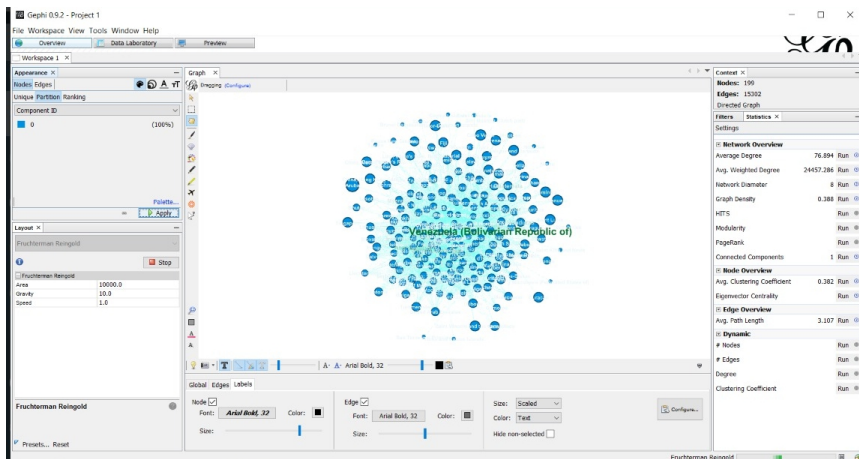 Gephi 0.9.2 - Project 1
File Workspace View Tools Window Help
Overview Data Laboratory Preview
Workspace 1
Appearance
Nodes Edges
Unique Partition Ranking
Component ID
0 (100%)
Palette...
Apply
Layout
Fruchterman Reingold
Stop
Fruchterman Reingold
Area 10000.0
Gravity 10.0
Speed 1.0
Fruchterman Reingold
Presets... Reset
Graph
Dragging (Configure)
Venezuela (Bolivarian Republic of)
A- A- Arial Bold, 32
Global Edges Labels
Node
Font: Arial Bold, 32 Color:
Size:
Edge
Font: Arial Bold, 32 Color:
Size:
Size: Scaled
Color: Text
Hide non-selected
Configure...
Context
Nodes: 199
Edges: 15302
Directed Graph
Filters Statistics
Settings
Network Overview
Average Degree 76.894 Run
Avg. Weighted Degree 24457.286 Run
Network Diameter 8 Run
Graph Density 0.388 Run
HITS Run
Modularity Run
PageRank Run
Connected Components 1 Run
Node Overview
Avg. Clustering Coefficient 0.382 Run
Eigenvector Centrality Run
Edge Overview
Avg. Path Length 3.107 Run
Dynamic
# Nodes Run
# Edges Run
Degree Run
Clustering Coefficient Run
Fruchterman Reingold